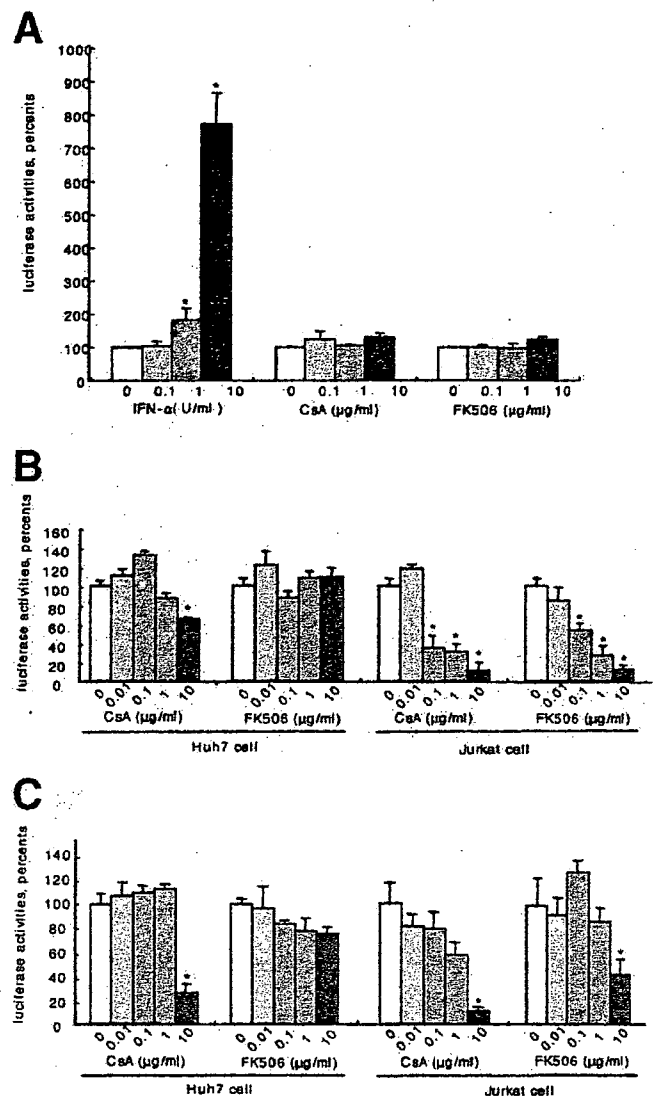 A
luciferase activities, percents
1000
900
800
700
600
500
400
300
200
100
0
*
*
0 0.1 1 10
0 0.1 1 10
0 0.1 1 10
IFN-α( U/ml )
CsA (µg/ml)
FK506 (µg/ml)
B
luciferase activities, percents
160
140
120
100
80
60
40
20
0
* * * * * * *
0 0.01 0.1 1 10
0 0.01 0.1 1 10
0 0.01 0.1 1 10
0 0.01 0.1 1 10
CsA (µg/ml)
FK506 (µg/ml)
CsA (µg/ml)
FK506 (µg/ml)
Huh7 cell
Jurkat cell
C
luciferase activities, percents
140
120
100
80
60
40
20
0
* * *
0 0.01 0.1 1 10
0 0.01 0.1 1 10
0 0.01 0.1 1 10
0 0.01 0.1 1 10
CsA (µg/ml)
FK506 (µg/ml)
CsA (µg/ml)
FK506 (µg/ml)
Huh7 cell
Jurkat cell